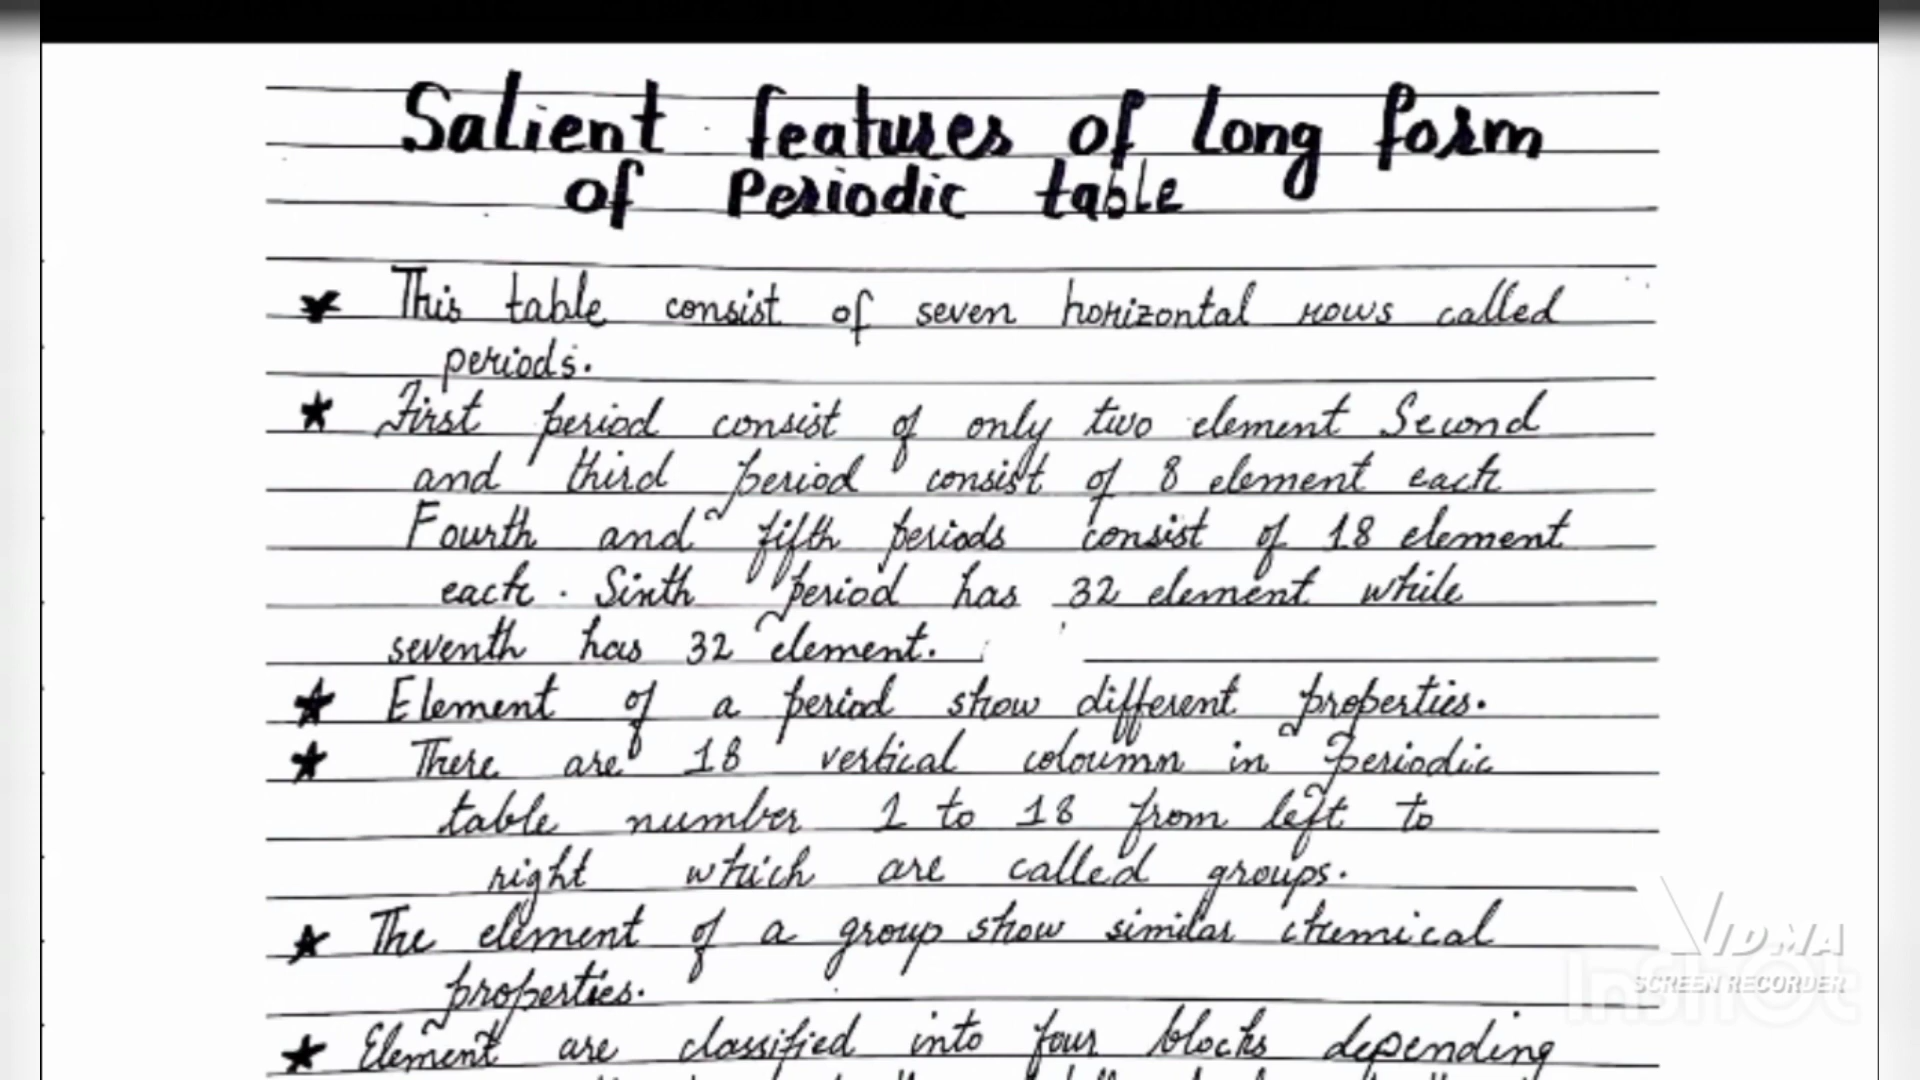 Salient features of long form
of Periodic table
This table consist of seven horizontal rows called
periods.
First period consist of only two element Second
and third period consist of 8 element each
Fourth and fifth periods consist of 18 element
each. Sixth period has 32 element while
seventh has 32 element.
Element of a period show different properties.
There are 18 vertical coloumn in Periodic
table number 1 to 18 from left to
right which are called groups.
The element of a group show similar chemical
properties.
Element are classified into four blocks depending
VIDMA
SCREEN RECORDER
InShOt